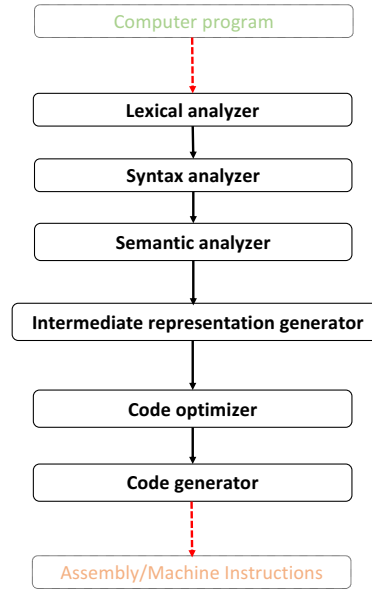 Computer program
Lexical analyzer
Syntax analyzer
Semantic analyzer
Intermediate representation generator
Code optimizer
Code generator
Assembly/Machine Instructions